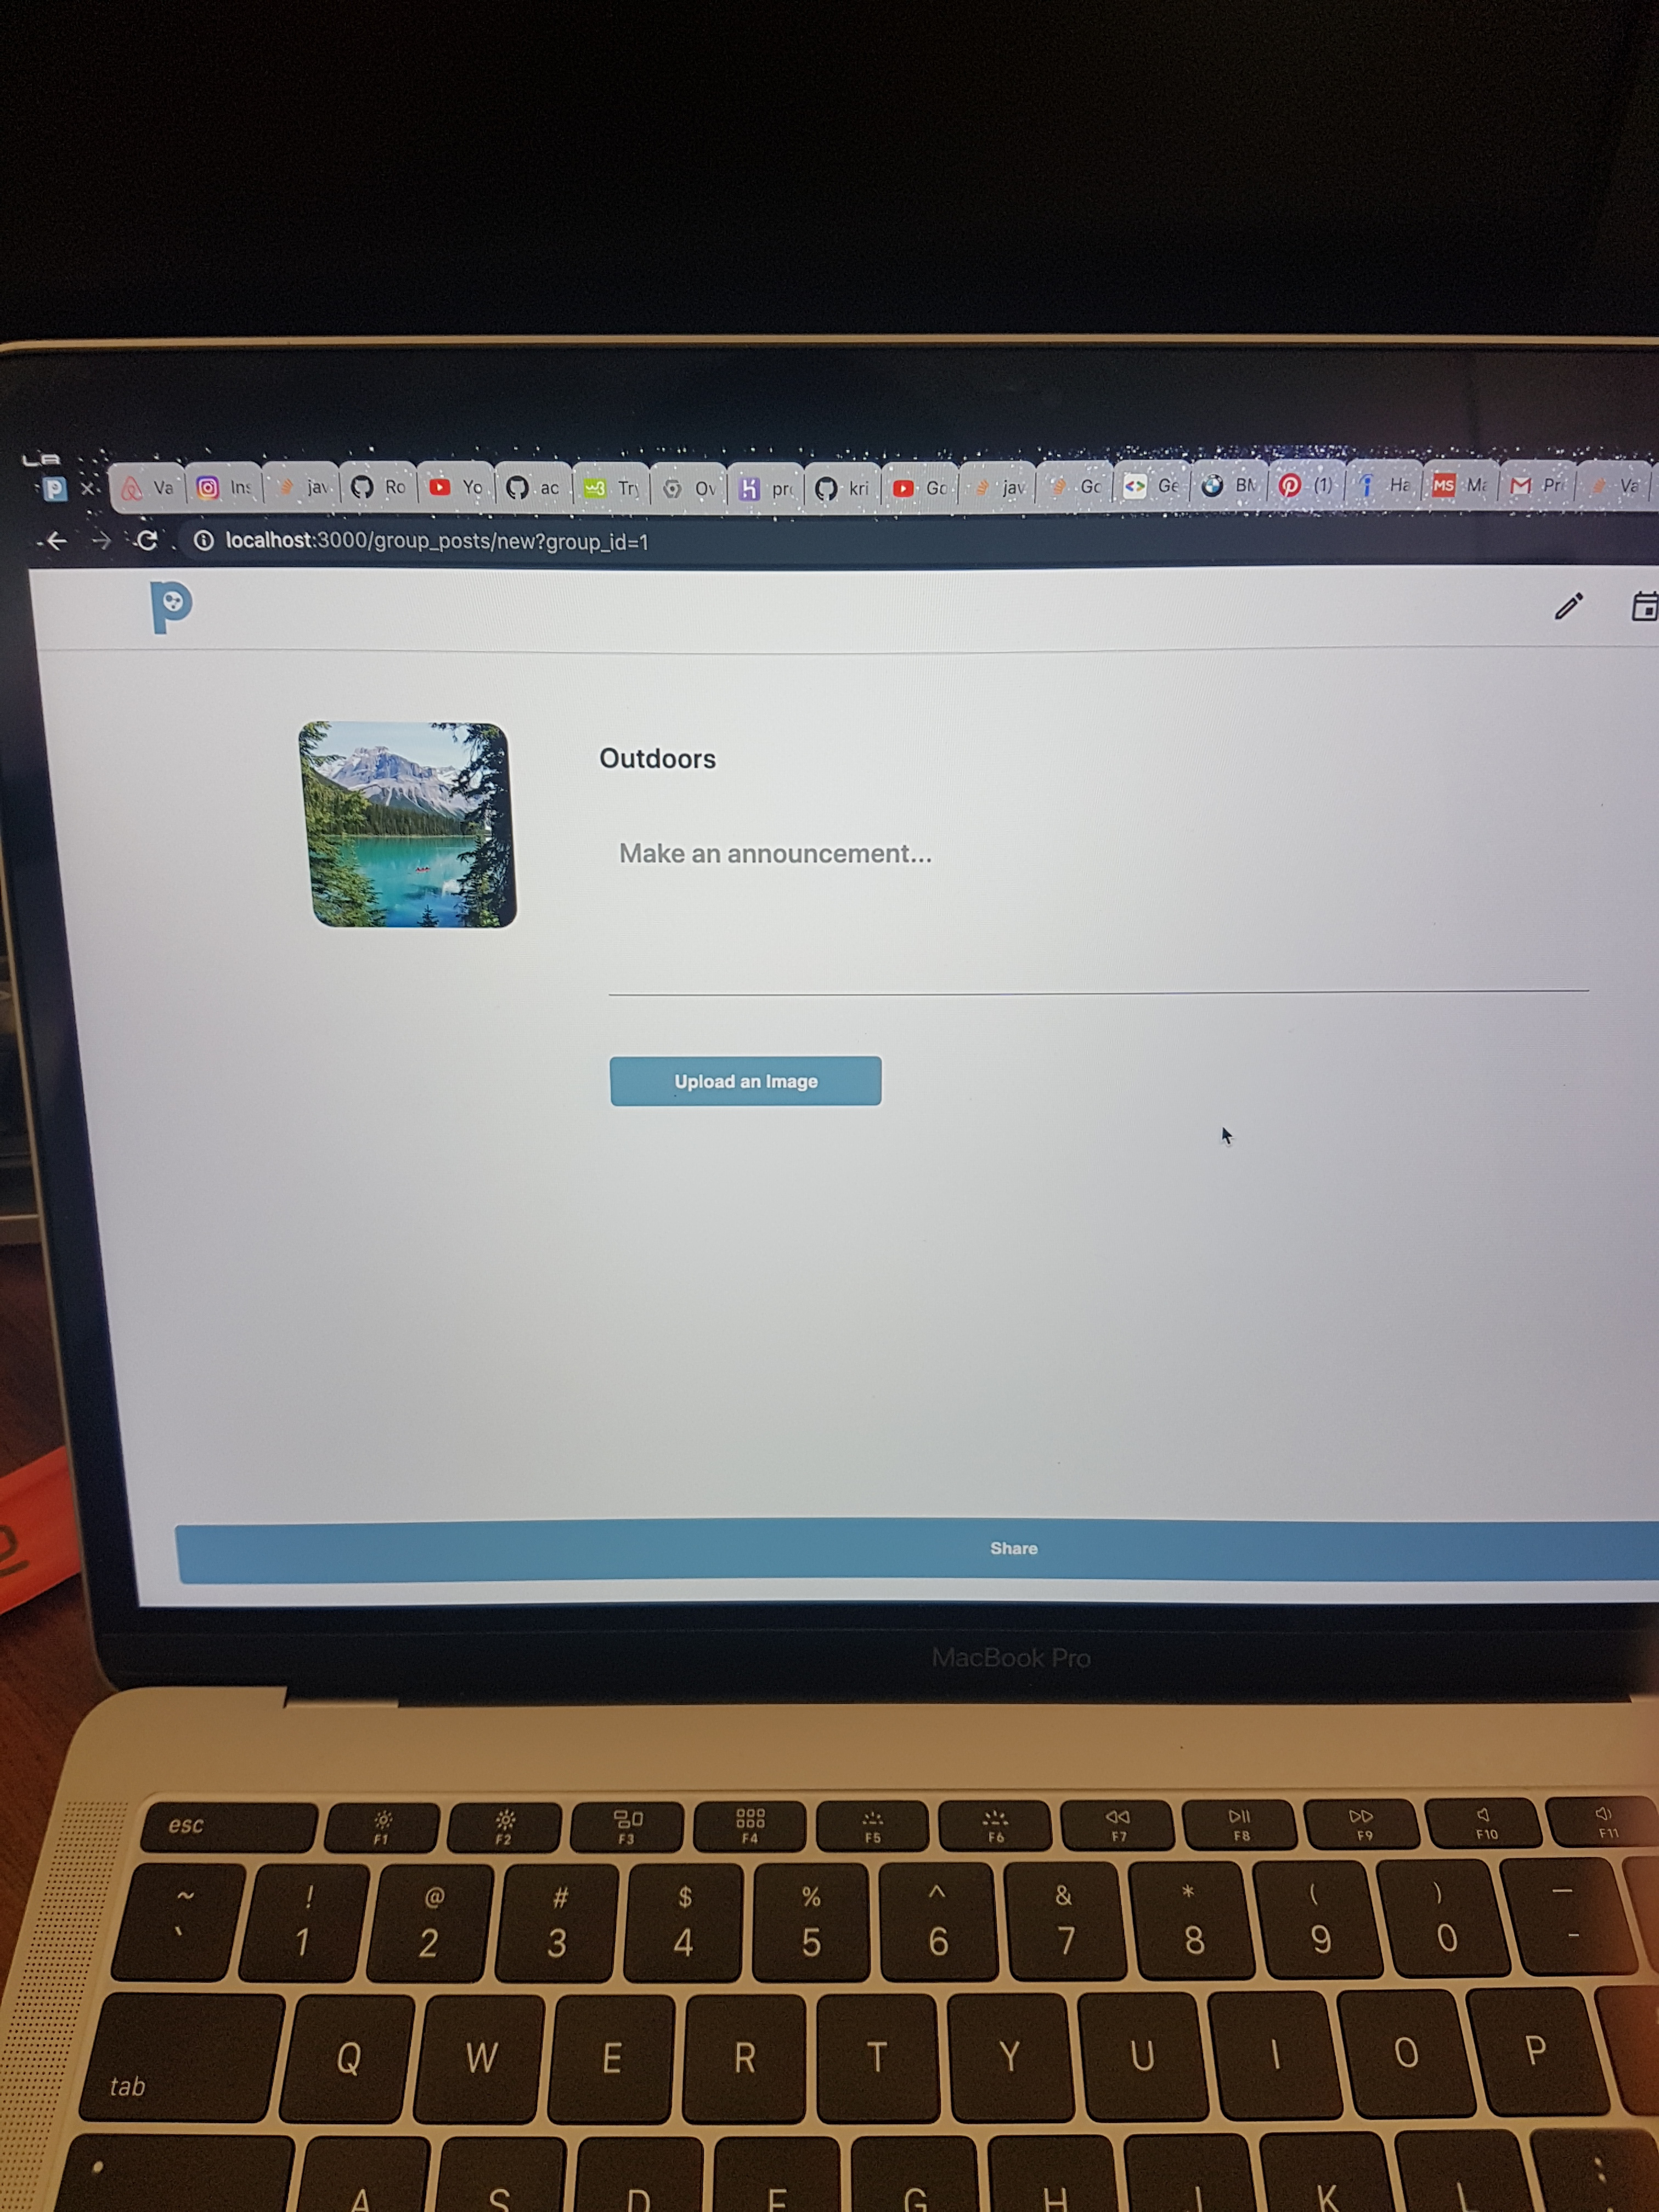 Va Ins jav Ro Yo ac Try Ov pro kri Go jav Go Ge BM (1) Ha MS Ma Pr Va
localhost:3000/group_posts/new?group_id=1
P
Outdoors
Make an announcement...
Upload an Image
Share
MacBook Pro
esc F1 F2 F3 F4 F5 F6 F7 F8 F9 F10 F11
~ ! @ # $ % ^ & * ( ) —
` 1 2 3 4 5 6 7 8 9 0 -
tab Q W E R T Y U I O P
A S D F G H J K L :